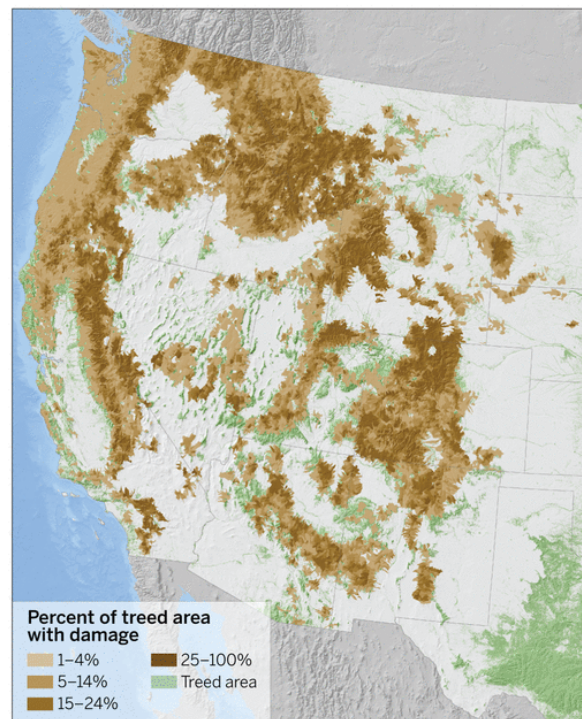 Percent of treed area
with damage
1–4%
5–14%
15–24%
25–100%
Treed area